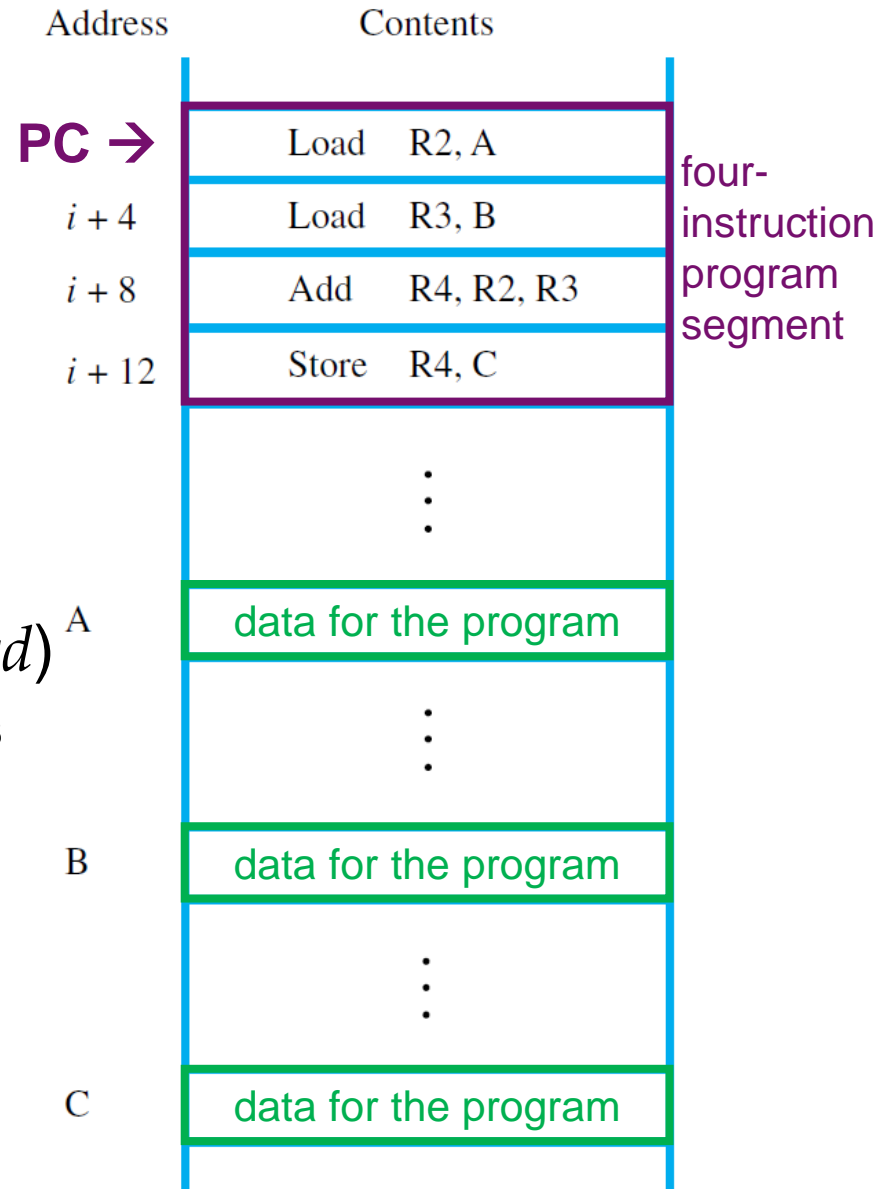 Address Contents
PC → Load R2, A
i + 4 Load R3, B
i + 8 Add R4, R2, R3
i + 12 Store R4, C
four-
instruction
program
segment
A data for the program
d)
B data for the program
C data for the program